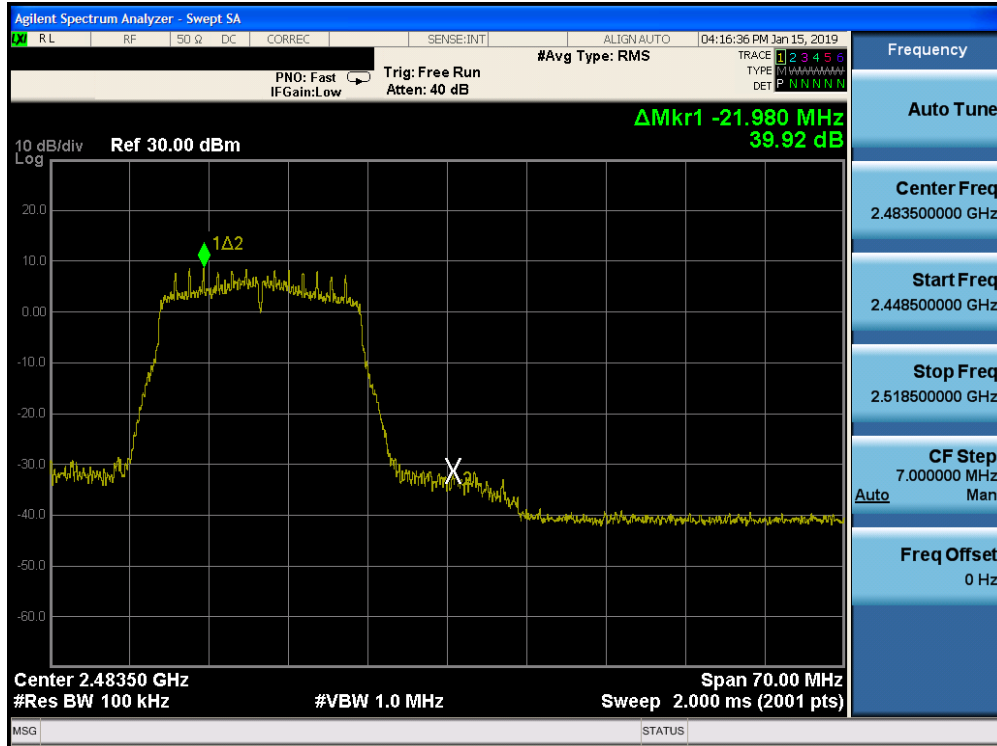 Agilent Spectrum Analyzer - Swept SA
LXI RL RF 50 Ω DC CORREC SENSE:INT ALIGN AUTO 04:16:36 PM Jan 15, 2019
#Avg Type: RMS
TRACE 1 2 3 4 5 6
PNO: Fast Trig: Free Run
TYPE M WWWWW
IFGain:Low Atten: 40 dB
DET P N N N N N
ΔMkr1 -21.980 MHz
39.92 dB
10 dB/div Ref 30.00 dBm
Log
20.0
1Δ2
10.0
0.00
-10.0
-20.0
-30.0
X2
-40.0
-50.0
-60.0
Center 2.48350 GHz Span 70.00 MHz
#Res BW 100 kHz #VBW 1.0 MHz Sweep 2.000 ms (2001 pts)
MSG STATUS
Frequency
Auto Tune
Center Freq
2.483500000 GHz
Start Freq
2.448500000 GHz
Stop Freq
2.518500000 GHz
CF Step
7.000000 MHz
Auto Man
Freq Offset
0 Hz